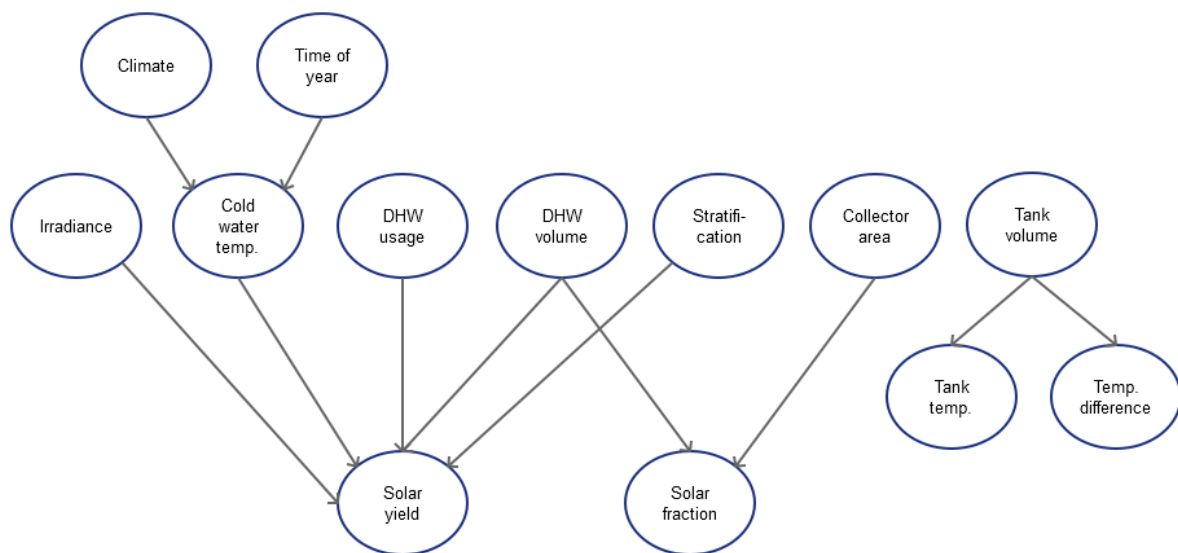 Climate
Time of
year
Irradiance
Cold
water
temp.
DHW
usage
DHW
volume
Stratifi-
cation
Collector
area
Tank
volume
Tank
temp.
Temp.
difference
Solar
yield
Solar
fraction